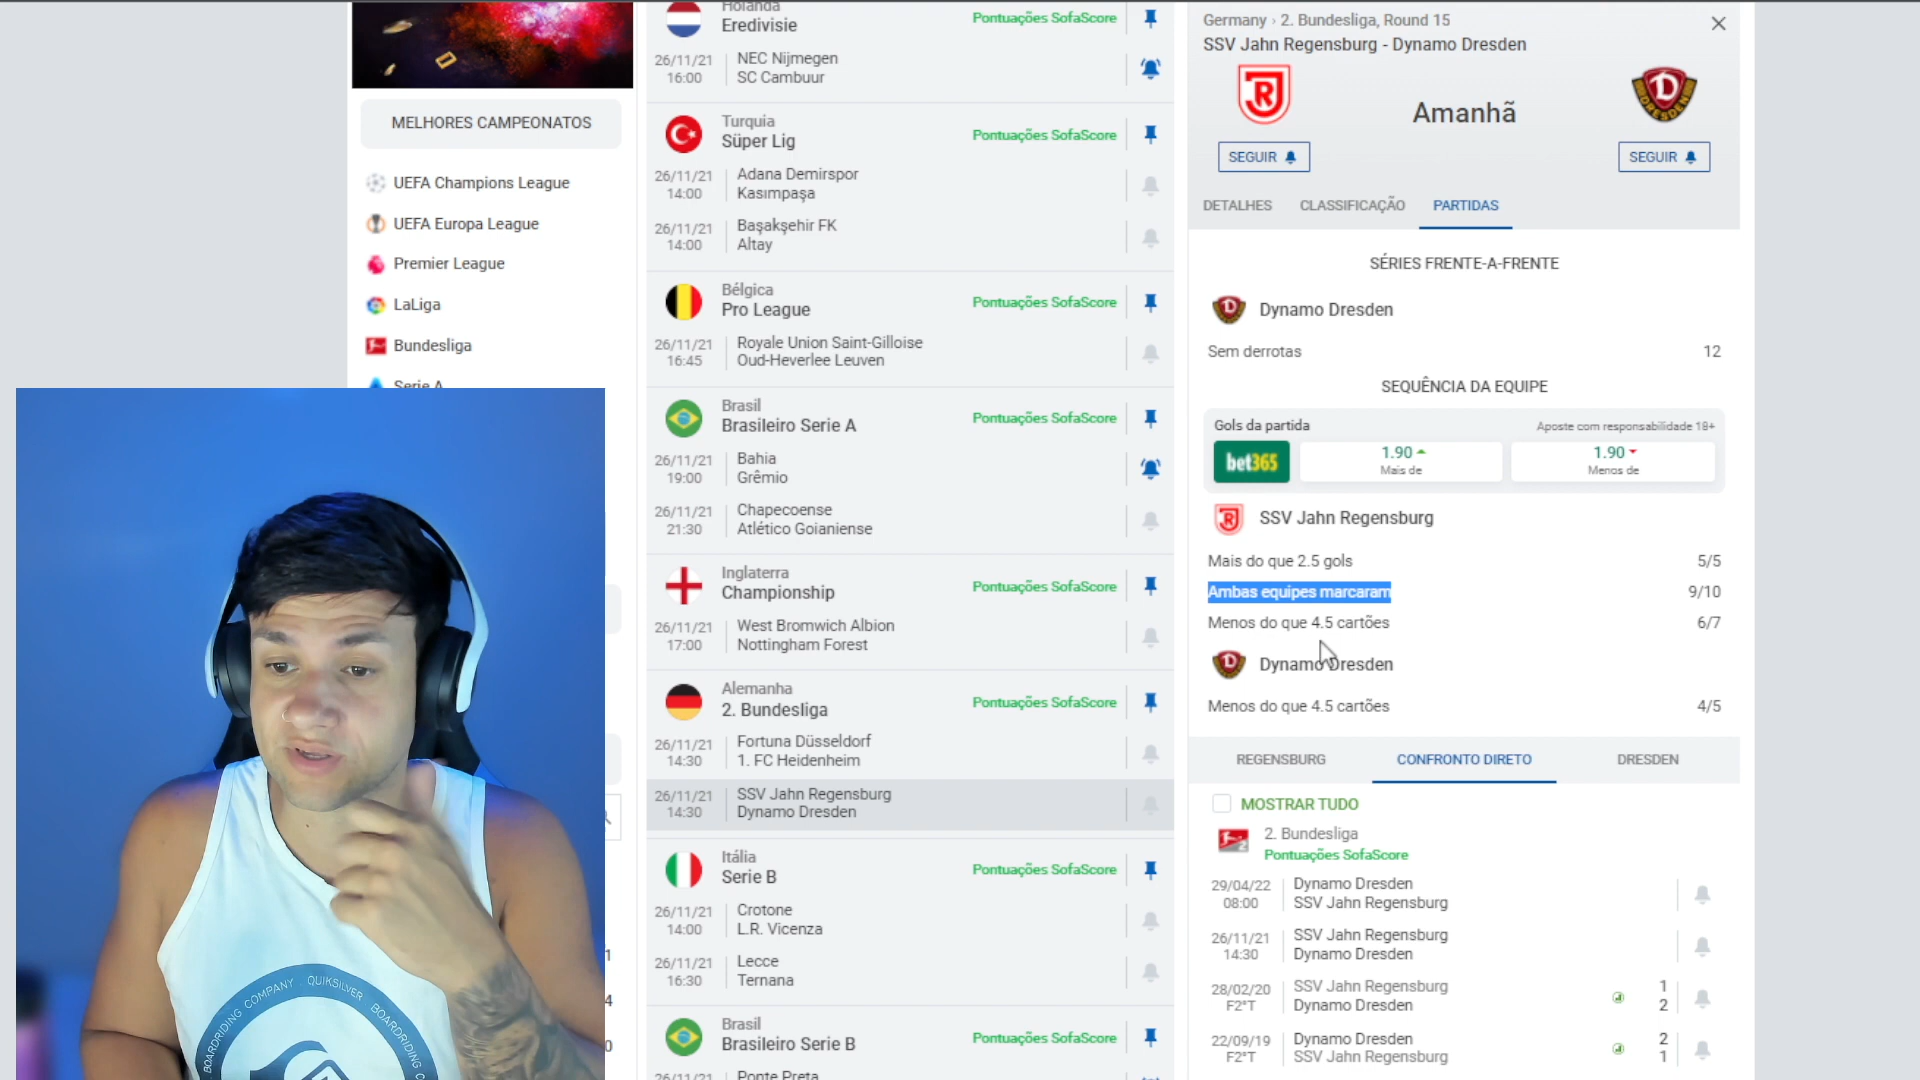 MELHORES CAMPEONATOS
UEFA Champions League
UEFA Europa League
Premier League
LaLiga
Bundesliga
Serie A
BOARDRIDING COMPANY . QUIKSILVER . BOARDRIDING
1
4
0
Holanda
Eredivisie
Pontuações SofaScore
26/11/21
16:00
NEC Nijmegen
SC Cambuur
Turquia
Süper Lig
Pontuações SofaScore
26/11/21
14:00
Adana Demirspor
Kasımpaşa
26/11/21
14:00
Başakşehir FK
Altay
Bélgica
Pro League
Pontuações SofaScore
26/11/21
16:45
Royale Union Saint-Gilloise
Oud-Heverlee Leuven
Brasil
Brasileiro Serie A
Pontuações SofaScore
26/11/21
19:00
Bahia
Grêmio
26/11/21
21:30
Chapecoense
Atlético Goianiense
Inglaterra
Championship
Pontuações SofaScore
26/11/21
17:00
West Bromwich Albion
Nottingham Forest
Alemanha
2. Bundesliga
Pontuações SofaScore
26/11/21
14:30
Fortuna Düsseldorf
1. FC Heidenheim
26/11/21
14:30
SSV Jahn Regensburg
Dynamo Dresden
Itália
Serie B
Pontuações SofaScore
26/11/21
14:00
Crotone
L.R. Vicenza
26/11/21
16:30
Lecce
Ternana
Brasil
Brasileiro Serie B
Pontuações SofaScore
26/11/21
Ponte Preta
Germany › 2. Bundesliga, Round 15
SSV Jahn Regensburg - Dynamo Dresden
Amanhã
SEGUIR
SEGUIR
DETALHES CLASSIFICAÇÃO PARTIDAS
SÉRIES FRENTE-A-FRENTE
Dynamo Dresden
Sem derrotas 12
SEQUÊNCIA DA EQUIPE
Gols da partida Aposte com responsabilidade 18+
bet365
1.90
Mais de
1.90
Menos de
SSV Jahn Regensburg
Mais do que 2.5 gols 5/5
Ambas equipes marcaram 9/10
Menos do que 4.5 cartões 6/7
Dynamo Dresden
Menos do que 4.5 cartões 4/5
REGENSBURG CONFRONTO DIRETO DRESDEN
MOSTRAR TUDO
2. Bundesliga
Pontuações SofaScore
29/04/22
08:00
Dynamo Dresden
SSV Jahn Regensburg
26/11/21
14:30
SSV Jahn Regensburg
Dynamo Dresden
28/02/20
F2°T
SSV Jahn Regensburg 1
Dynamo Dresden 2
22/09/19
F2°T
Dynamo Dresden 2
SSV Jahn Regensburg 1